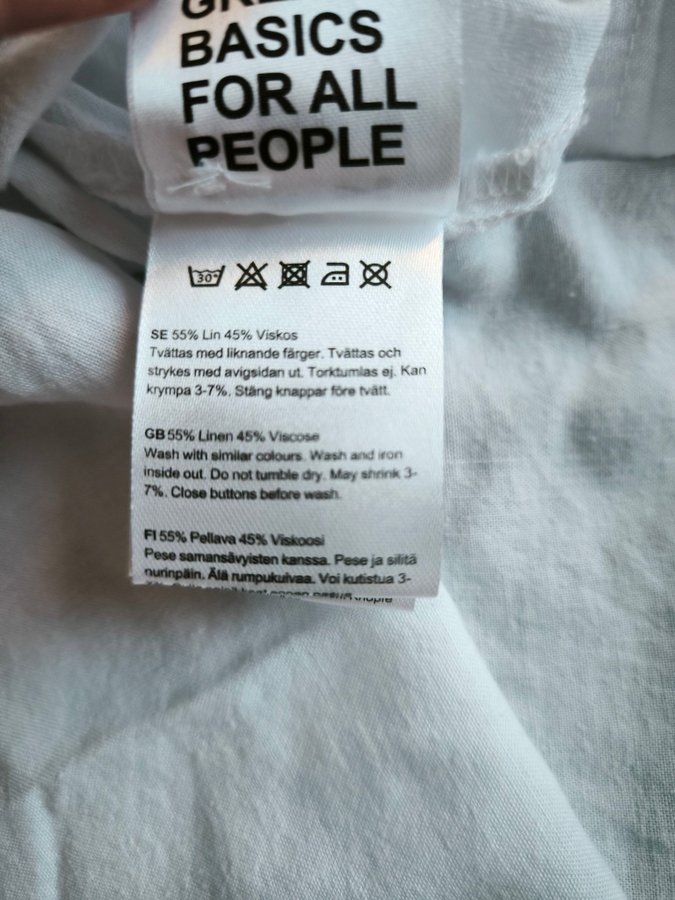 BASICS
FOR ALL
PEOPLE
30°
SE 55% Lin 45% Viskos
Tvättas med liknande färger. Tvättas och
strykes med avigsidan ut. Torktumlas ej. Kan
krympa 3-7%. Stäng knappar före tvätt.
GB 55% Linen 45% Viscose
Wash with similar colours. Wash and iron
inside out. Do not tumble dry. May shrink 3-
7%. Close buttons before wash.
FI 55% Pellava 45% Viskoosi
Pese samansävyisten kanssa. Pese ja silitä
nurinpäin. Älä rumpukuivaa. Voi kutistua 3-